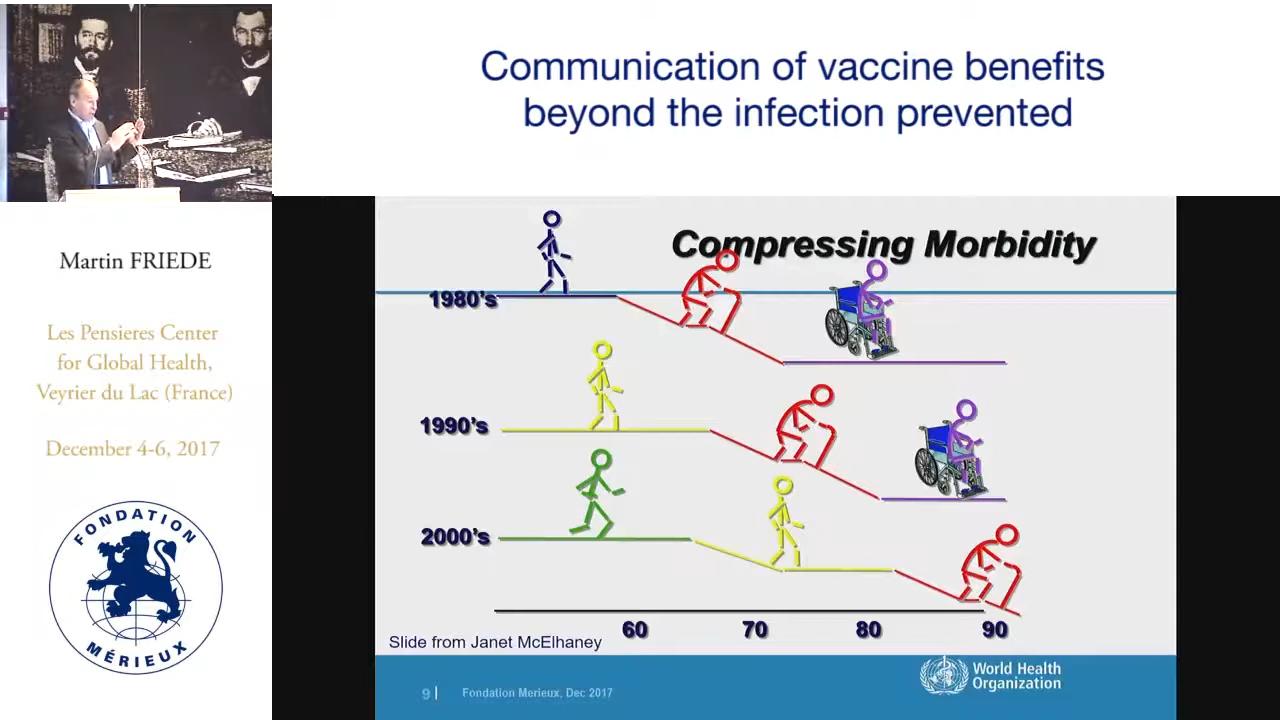 Communication of vaccine benefits
beyond the infection prevented
Martin FRIEDE
Les Pensieres Center
for Global Health,
Veyrier du Lac (France)
December 4-6, 2017
FONDATION
MÉRIEUX
Compressing Morbidity
1980's
1990's
2000's
60 70 80 90
Slide from Janet McElhaney
9 | Fondation Merieux, Dec 2017
World Health
Organization